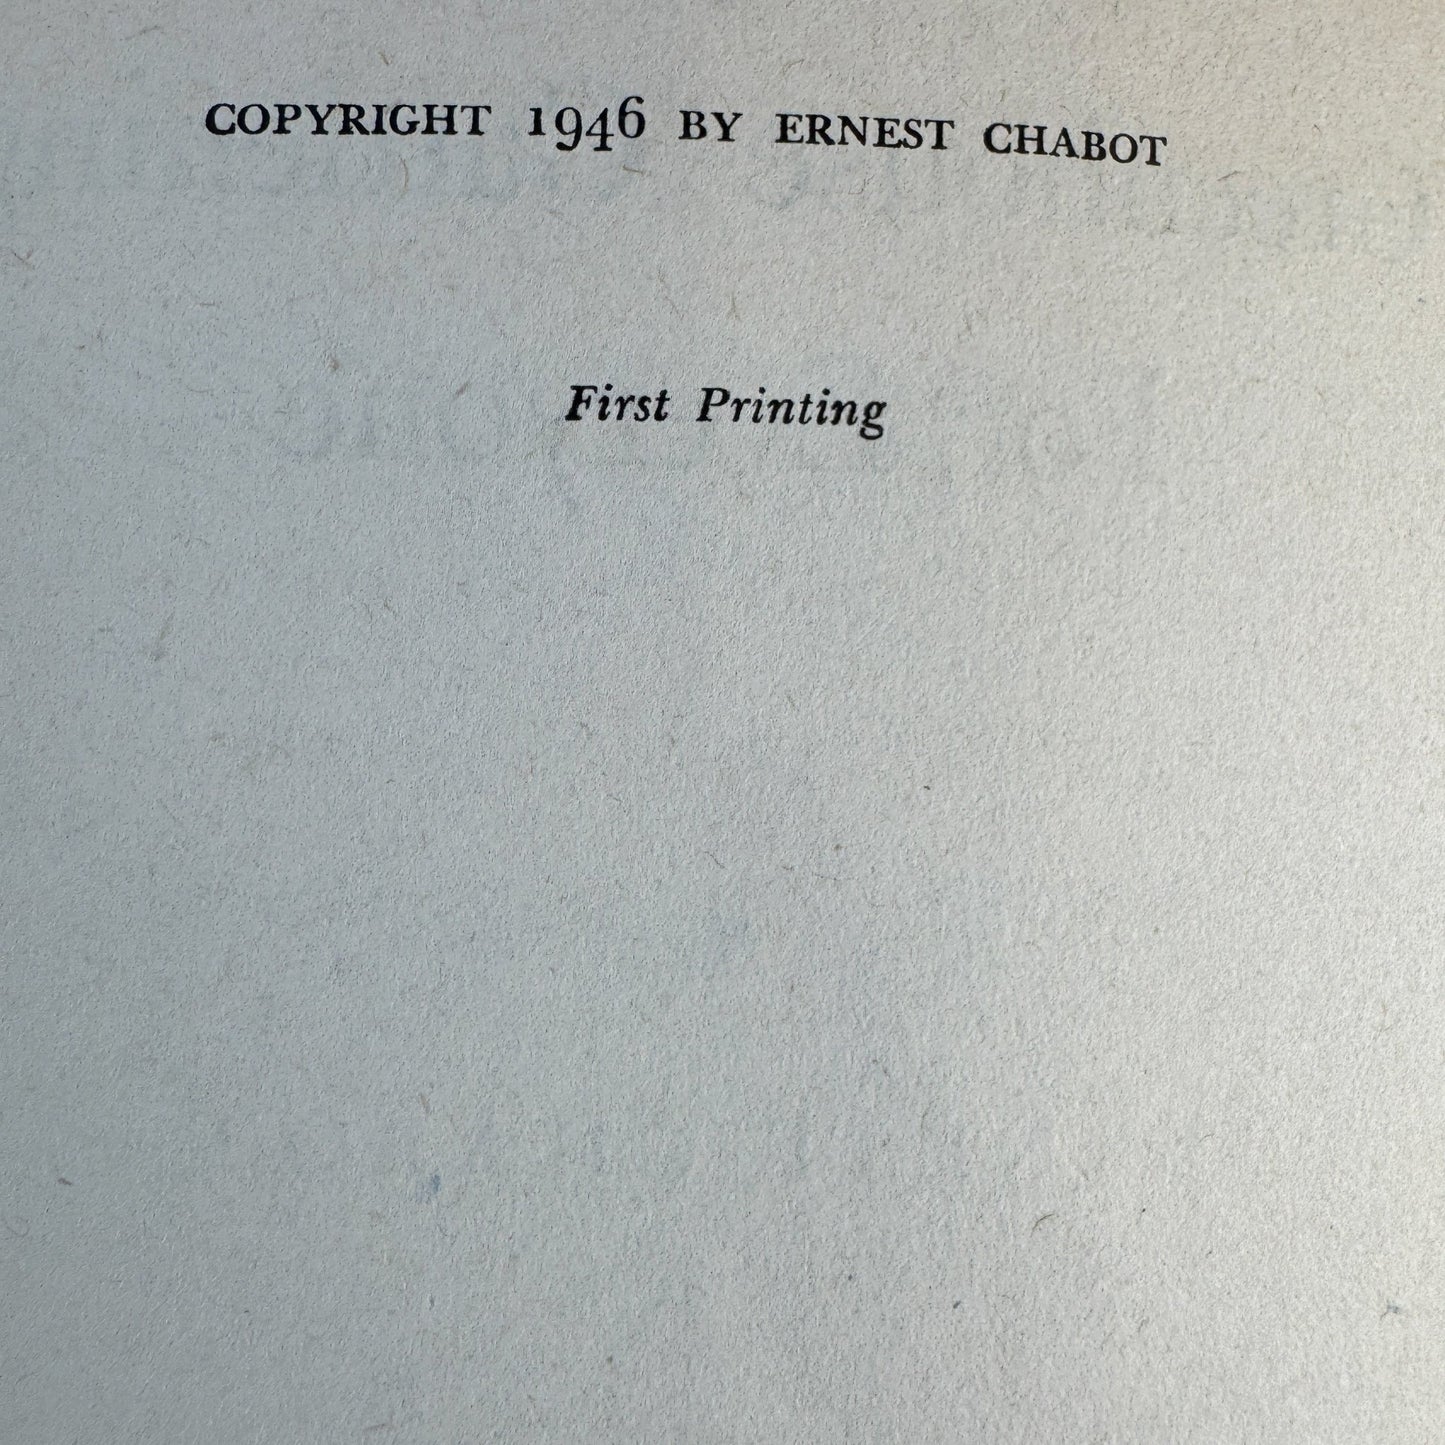 COPYRIGHT 1946 BY ERNEST CHABOT
First Printing